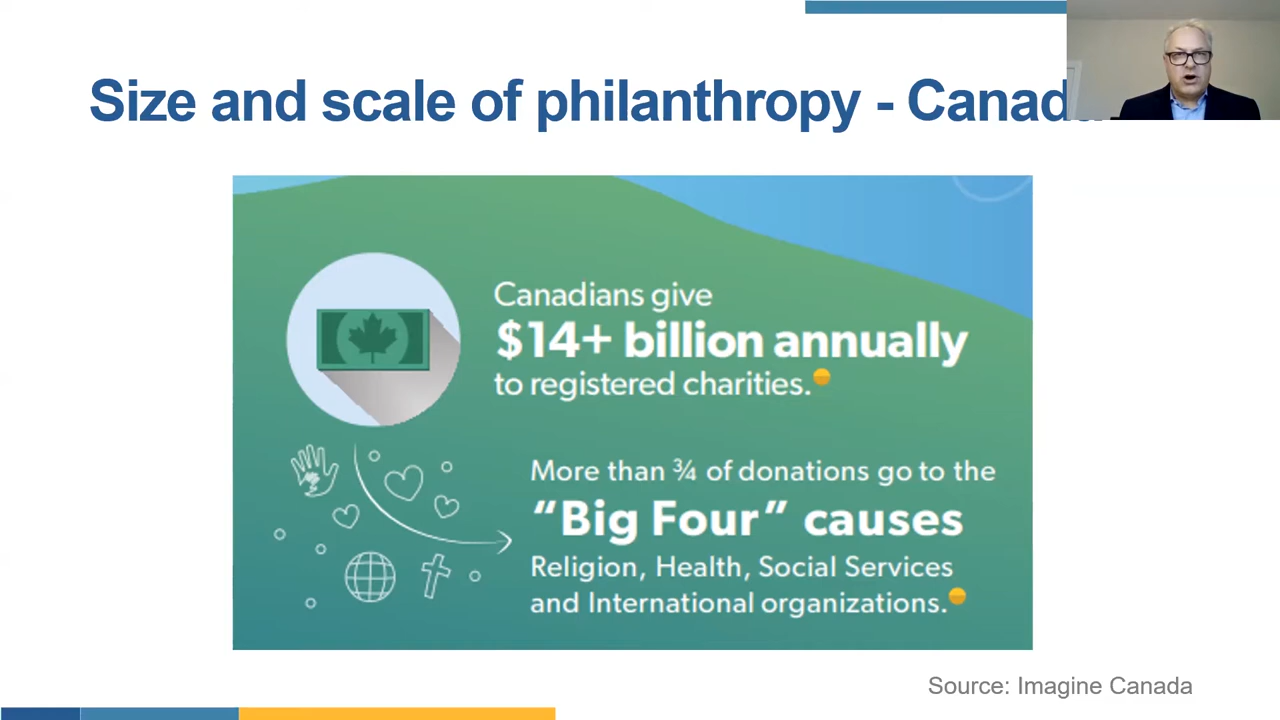 Size and scale of philanthropy - Canada
Canadians give
$14+ billion annually
to registered charities.
More than ¾ of donations go to the
“Big Four” causes
Religion, Health, Social Services
and International organizations.
Source: Imagine Canada